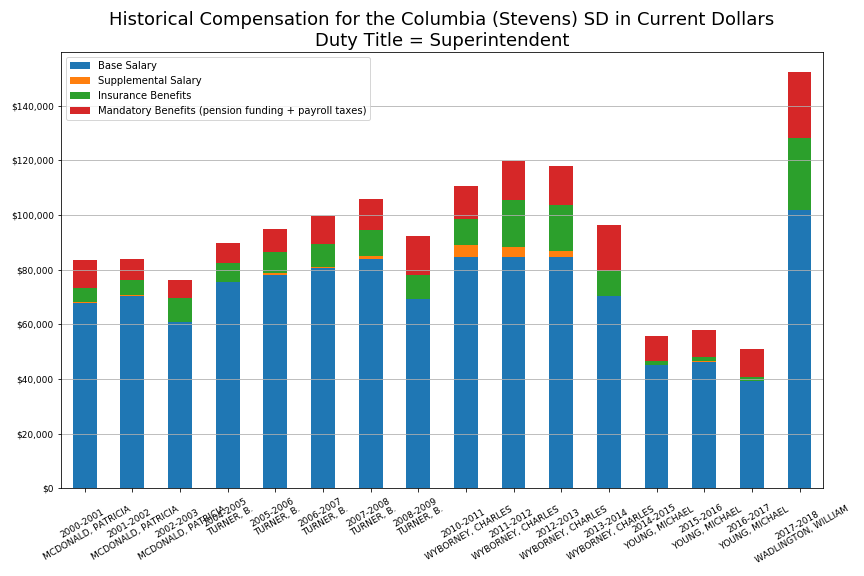 Historical Compensation for the Columbia (Stevens) SD in Current Dollars
Duty Title = Superintendent
Base Salary
Supplemental Salary
Insurance Benefits
Mandatory Benefits (pension funding + payroll taxes)
$140,000
$120,000
$100,000
$80,000
$60,000
$40,000
$20,000
$0
2000-2001
MCDONALD, PATRICIA
2001-2002
MCDONALD, PATRICIA
2002-2003
MCDONALD, PATRICIA
2004-2005
TURNER, B.
2005-2006
TURNER, B.
2006-2007
TURNER, B.
2007-2008
TURNER, B.
2008-2009
TURNER, B.
2010-2011
WYBORNEY, CHARLES
2011-2012
WYBORNEY, CHARLES
2012-2013
WYBORNEY, CHARLES
2013-2014
WYBORNEY, CHARLES
2014-2015
YOUNG, MICHAEL
2015-2016
YOUNG, MICHAEL
2016-2017
YOUNG, MICHAEL
2017-2018
WADLINGTON, WILLIAM